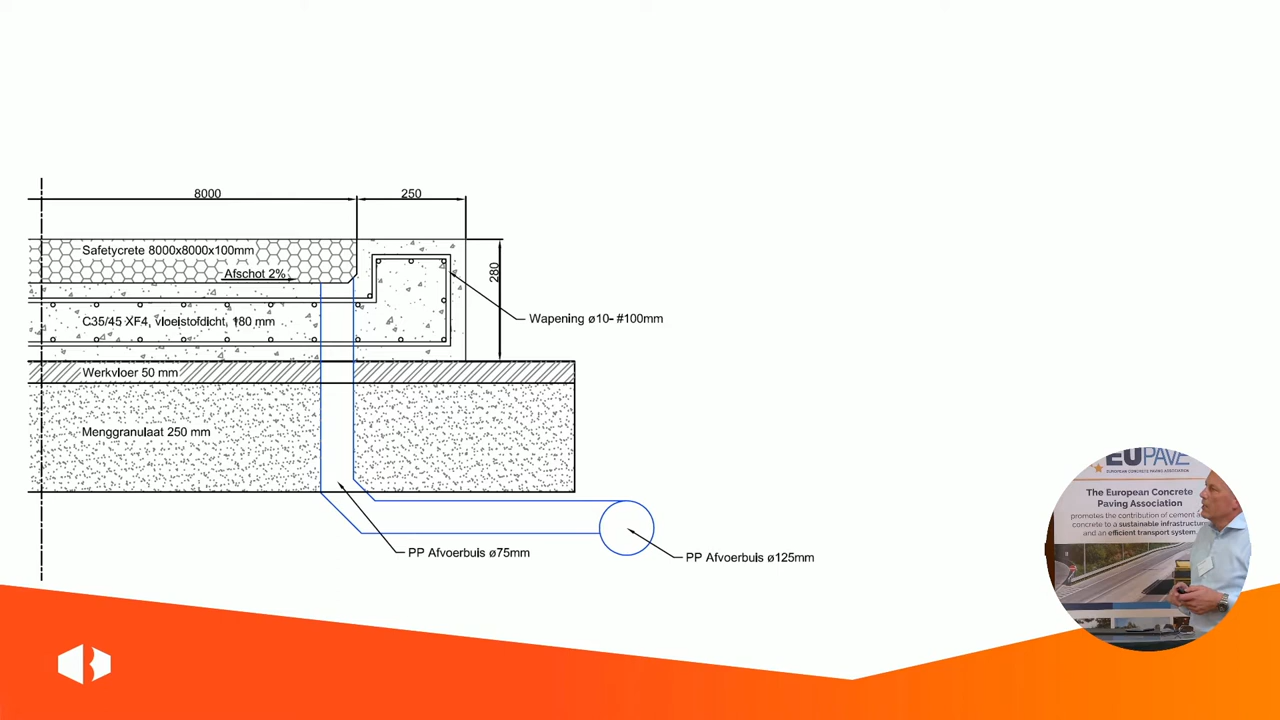 8000
250
Safetycrete 8000x8000x100mm
Afschot 2%
280
C35/45 XF4, vloeistofdicht, 180 mm
Wapening ø10- #100mm
Werkvloer 50 mm
Menggranulaat 250 mm
PP Afvoerbuis ø75mm
PP Afvoerbuis ø125mm
EUPAVE
EUROPEAN CONCRETE PAVING ASSOCIATION
The European Concrete
Paving Association
promotes the contribution of cement
concrete to a sustainable infrastructure
and an efficient transport system.